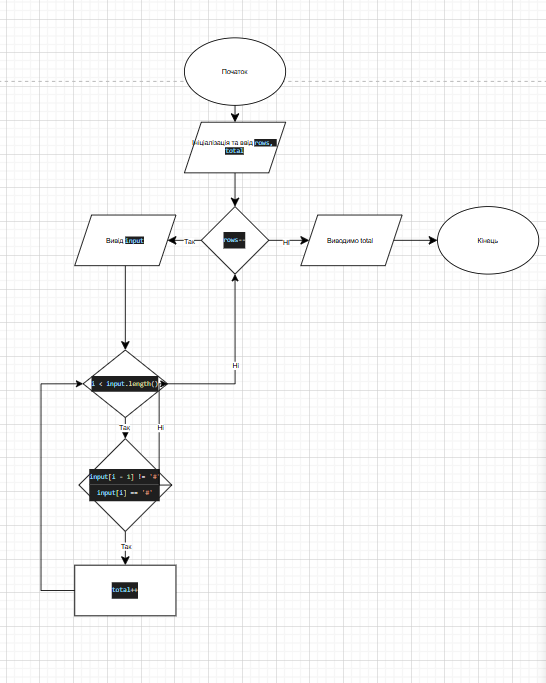 Початок
Ініціалізація та ввід rows,
total
Вивід input
Так
rows--
Ні
Виводимо total
Кінець
Ні
i < input.length()
Так
Ні
input[i - 1] != '#'
input[i] == '#'
Так
total++